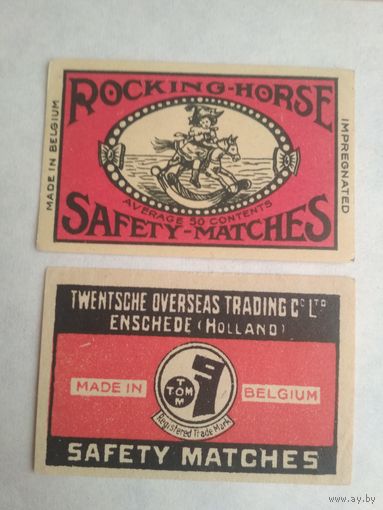 ROCKING-HORSE
MADE IN BELGIUM
IMPREGNATED
AVERAGE 50 CONTENTS
SAFETY-MATCHES
TWENTSCHE OVERSEAS TRADING Co LTD
ENSCHEDE (HOLLAND)
MADE IN
TOM
TOM
BELGIUM
Registered Trade Mark
SAFETY MATCHES
www.ay.by